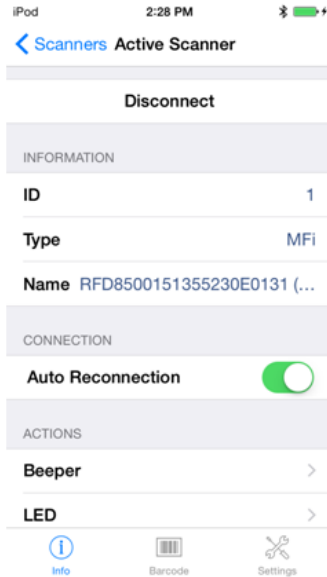 iPod 2:28 PM
Scanners Active Scanner
Disconnect
INFORMATION
ID 1
Type MFi
Name RFD8500151355230E0131 (...
CONNECTION
Auto Reconnection
ACTIONS
Beeper
LED
Info Barcode Settings